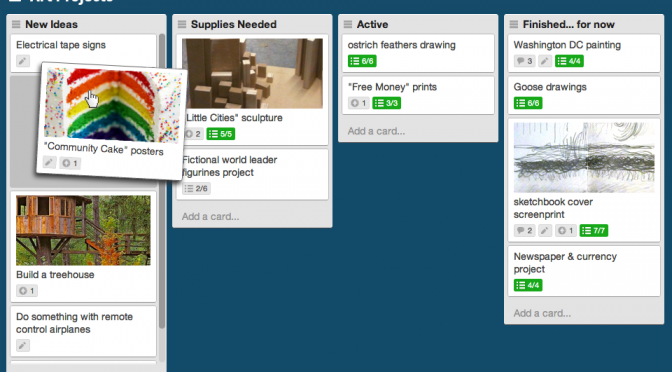 New Ideas
Electrical tape signs
"Community Cake" posters
1
Build a treehouse
1
Do something with remote
control airplanes
Supplies Needed
Little Cities" sculpture
2 5/5
Fictional world leader
figurines project
2/6
Add a card...
Active
ostrich feathers drawing
6/6
"Free Money" prints
1 3/3
Add a card...
Finished... for now
Washington DC painting
3 4/4
Goose drawings
6/6
sketchbook cover
screenprint
2 1 7/7
Newspaper & currency
project
4/4
Add a card...